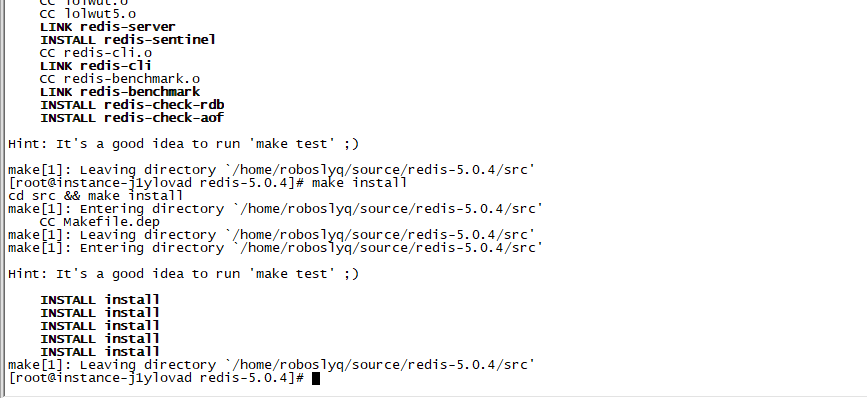 CC lolwut.o
CC lolwut5.o
LINK redis-server
INSTALL redis-sentinel
CC redis-cli.o
LINK redis-cli
CC redis-benchmark.o
LINK redis-benchmark
INSTALL redis-check-rdb
INSTALL redis-check-aof
Hint: It's a good idea to run 'make test' ;)
make[1]: Leaving directory `/home/roboslyq/source/redis-5.0.4/src'
[root@instance-j1ylovad redis-5.0.4]# make install
cd src && make install
make[1]: Entering directory `/home/roboslyq/source/redis-5.0.4/src'
CC Makefile.dep
make[1]: Leaving directory `/home/roboslyq/source/redis-5.0.4/src'
make[1]: Entering directory `/home/roboslyq/source/redis-5.0.4/src'
Hint: It's a good idea to run 'make test' ;)
INSTALL install
INSTALL install
INSTALL install
INSTALL install
INSTALL install
make[1]: Leaving directory `/home/roboslyq/source/redis-5.0.4/src'
[root@instance-j1ylovad redis-5.0.4]#